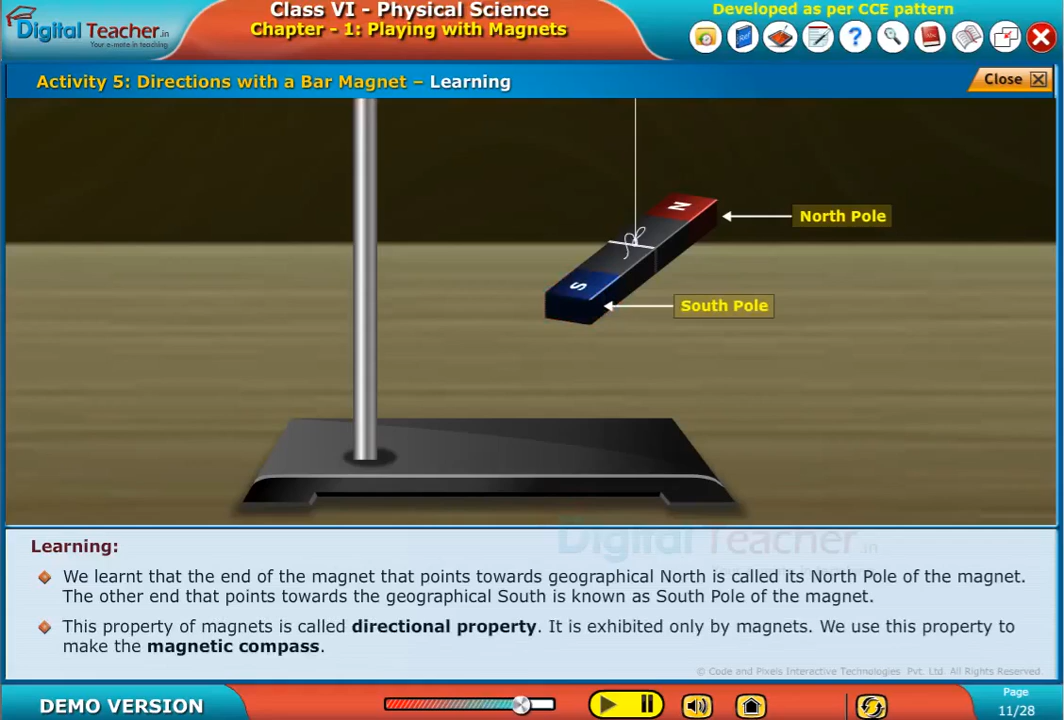 Digital Teacher.in
Your e-mate in teaching
Class VI - Physical Science
Chapter - 1: Playing with Magnets
Developed as per CCE pattern
Ref
?
Activity 5: Directions with a Bar Magnet – Learning
Close
N
North Pole
S
South Pole
Digital Teacher.in
Learning:
We learnt that the end of the magnet that points towards geographical North is called its North Pole of the magnet.
The other end that points towards the geographical South is known as South Pole of the magnet.
This property of magnets is called directional property. It is exhibited only by magnets. We use this property to
make the magnetic compass.
© Code and Pixels Interactive Technologies Pvt. Ltd. All Rights Reserved
DEMO VERSION
Page
11/28